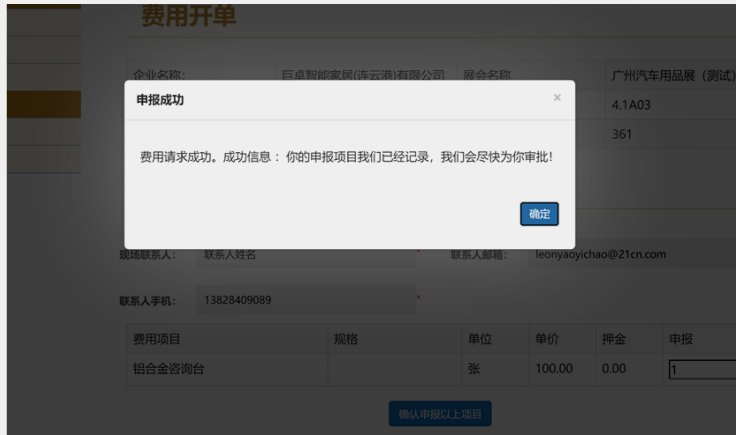 费用开单
企业名称： 巨卓智能家居(连云港)有限公司 展会名称 广州汽车用品展（测试）
申报成功 ×
4.1A03
361
费用请求成功。成功信息 ：你的申报项目我们已经记录，我们会尽快为你审批!
确定
现场联系人： 联系人姓名 * 联系人邮箱： leonyaoyichao@21cn.com
联系人手机： 13828409089 *
费用项目 规格 单位 单价 押金 申报
铝合金咨询台 张 100.00 0.00 1
确认申报以上项目